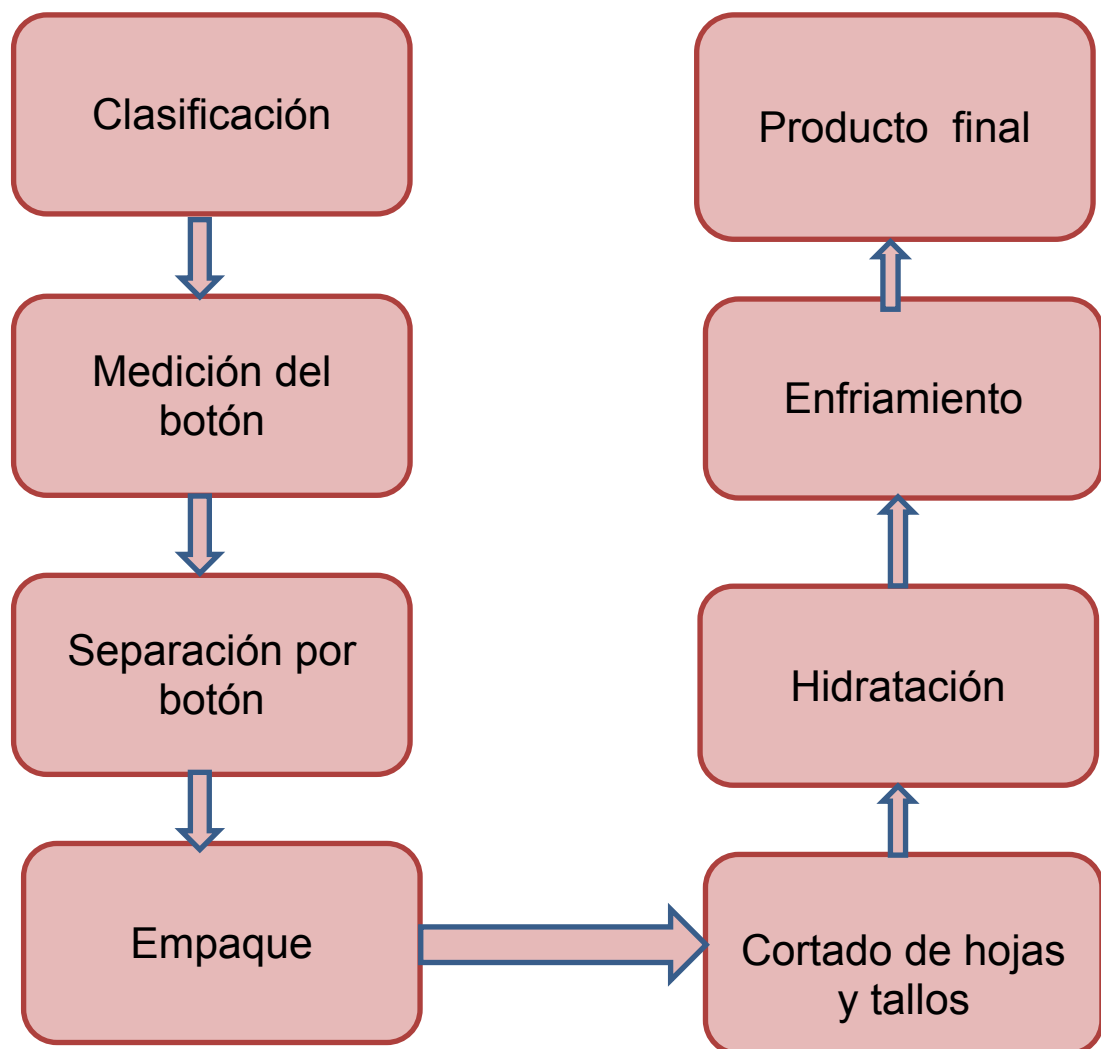 Clasificación
Medición del
botón
Separación por
botón
Empaque
Cortado de hojas
y tallos
Hidratación
Enfriamiento
Producto  final